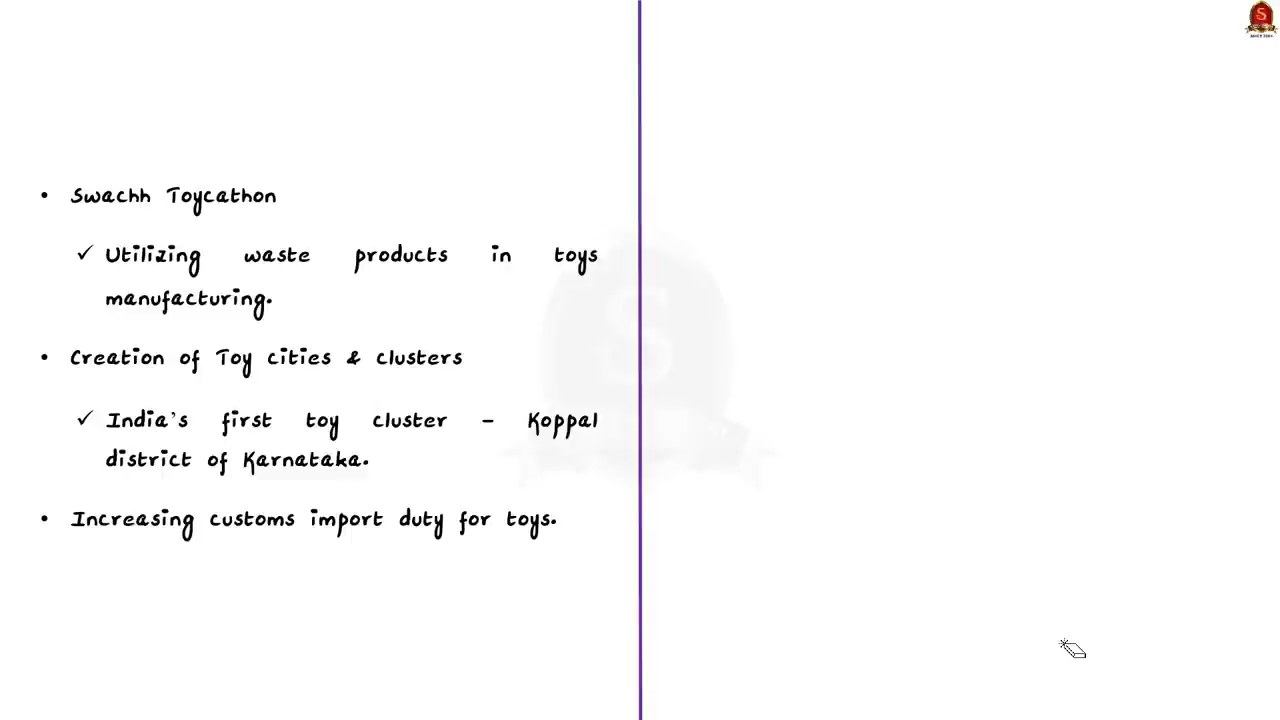 • Swachh Toycathon
✓ Utilizing waste products in toys
manufacturing.
• Creation of Toy cities & clusters
✓ India's first toy cluster - Koppal
district of Karnataka.
• Increasing customs import duty for toys.
S
S